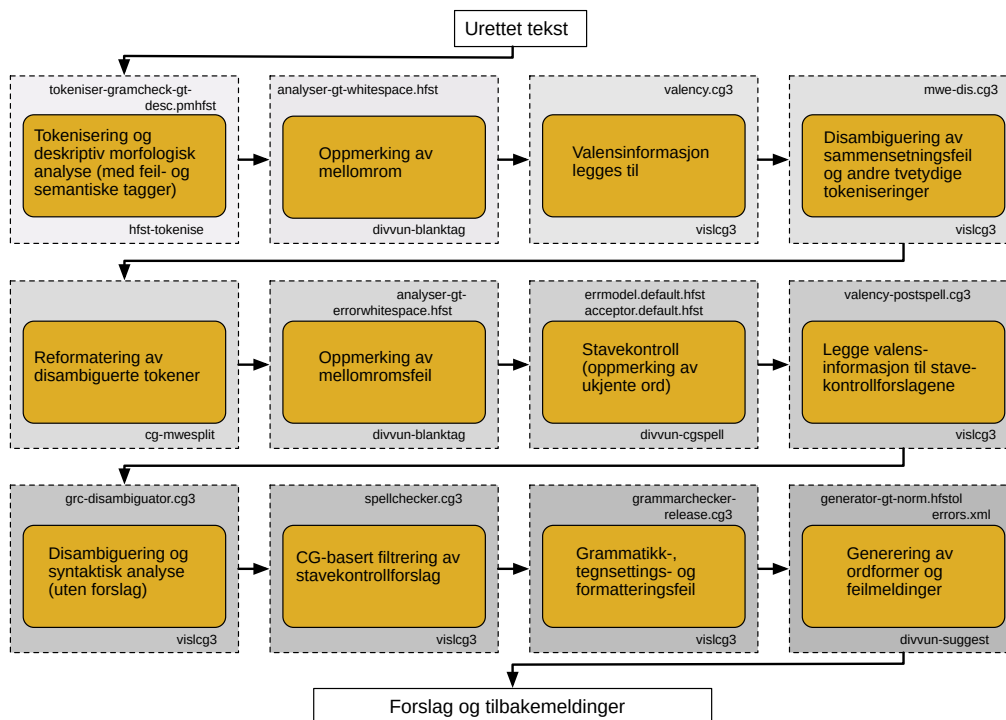 Urettet tekst
tokeniser-gramcheck-gt-
desc.pmhfst
Tokenisering og
deskriptiv morfologisk
analyse (med feil- og
semantiske tagger)
hfst-tokenise
analyser-gt-whitespace.hfst
Oppmerking av
mellomrom
divvun-blanktag
valency.cg3
Valensinformasjon
legges til
vislcg3
mwe-dis.cg3
Disambiguering av
sammensetningsfeil
og andre tvetydige
tokeniseringer
vislcg3
Reformatering av
disambiguerte tokener
cg-mwesplit
analyser-gt-
errorwhitespace.hfst
Oppmerking av
mellomromsfeil
divvun-blanktag
errmodel.default.hfst
acceptor.default.hfst
Stavekontroll
(oppmerking av
ukjente ord)
divvun-cgspell
valency-postspell.cg3
Legge valens-
informasjon til stave-
kontrollforslagene
vislcg3
grc-disambiguator.cg3
Disambiguering og
syntaktisk analyse
(uten forslag)
vislcg3
spellchecker.cg3
CG-basert filtrering av
stavekontrollforslag
vislcg3
grammarchecker-
release.cg3
Grammatikk-,
tegnsettings- og
formatteringsfeil
vislcg3
generator-gt-norm.hfstol
errors.xml
Generering av
ordformer og
feilmeldinger
divvun-suggest
Forslag og tilbakemeldinger